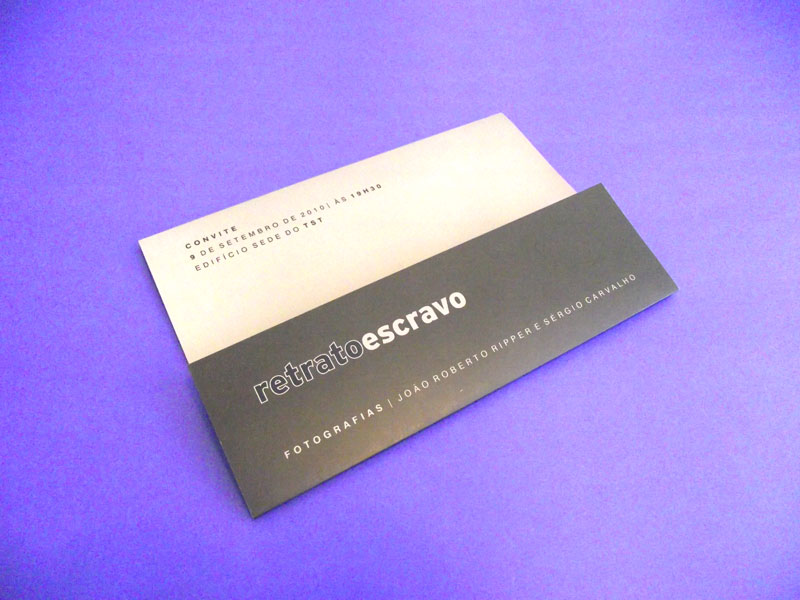 CONVITE
9 DE SETEMBRO DE 2010 | ÀS 19H30
EDIFÍCIO SEDE DO TST
retratoescravo
FOTOGRAFIAS | JOÃO ROBERTO RIPPER E SÉRGIO CARVALHO